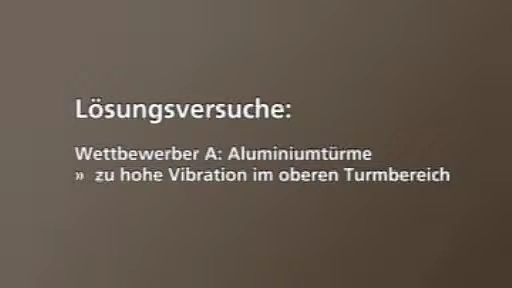 Lösungsversuche:
Wettbewerber A: Aluminiumtürme
» zu hohe Vibration im oberen Turmbereich